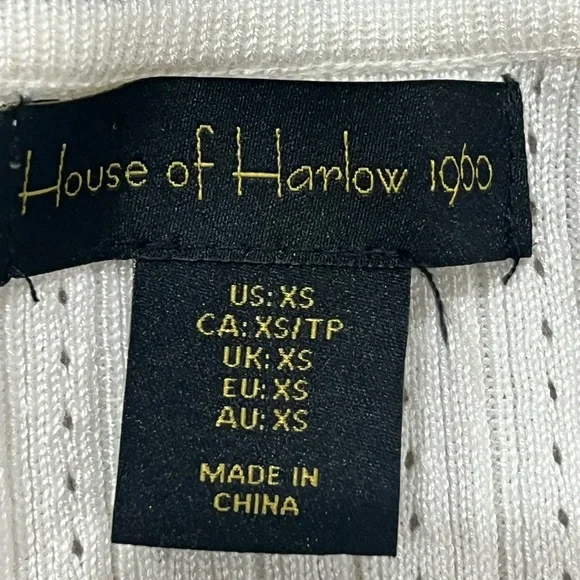 House of Harlow 1960
US: XS
CA: XS/TP
UK: XS
EU: XS
AU: XS
MADE IN
CHINA